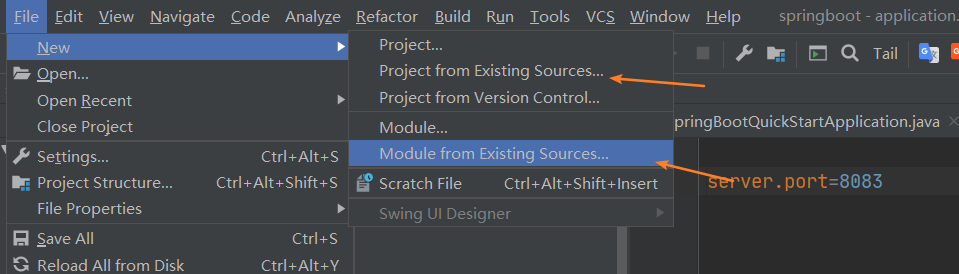 File Edit View Navigate Code Analyze Refactor Build Run Tools VCS Window Help springboot - application.
New
Open...
Open Recent
Close Project
Settings... Ctrl+Alt+S
Project Structure... Ctrl+Alt+Shift+S
File Properties
Save All Ctrl+S
Reload All from Disk Ctrl+Alt+Y
Project...
Project from Existing Sources...
Project from Version Control...
Module...
Module from Existing Sources...
Scratch File Ctrl+Alt+Shift+Insert
Swing UI Designer
Tail
pringBootQuickStartApplication.java
server.port=8083